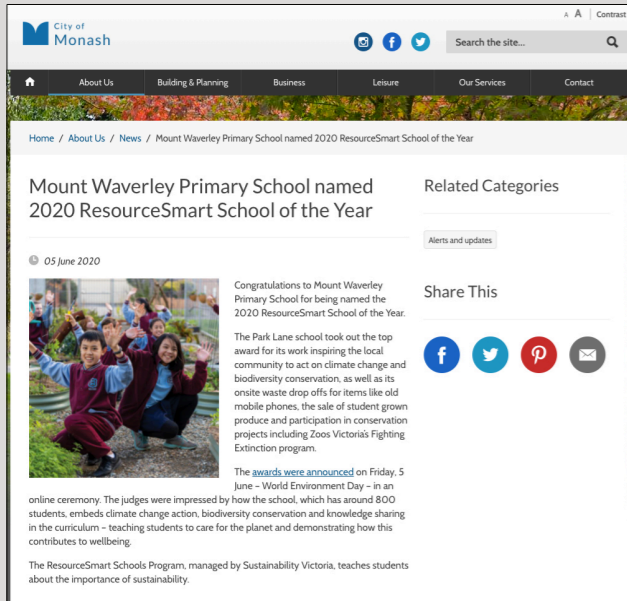 A A Contrast
City of
Monash
Search the site...
About Us Building & Planning Business Leisure Our Services Contact
Home / About Us / News / Mount Waverley Primary School named 2020 ResourceSmart School of the Year
Mount Waverley Primary School named
2020 ResourceSmart School of the Year
05 June 2020
Congratulations to Mount Waverley
Primary School for being named the
2020 ResourceSmart School of the Year.
The Park Lane school took out the top
award for its work inspiring the local
community to act on climate change and
biodiversity conservation, as well as its
onsite waste drop offs for items like old
mobile phones, the sale of student grown
produce and participation in conservation
projects including Zoos Victoria's Fighting
Extinction program.
The awards were announced on Friday, 5
June – World Environment Day – in an
online ceremony. The judges were impressed by how the school, which has around 800
students, embeds climate change action, biodiversity conservation and knowledge sharing
in the curriculum – teaching students to care for the planet and demonstrating how this
contributes to wellbeing.
The ResourceSmart Schools Program, managed by Sustainability Victoria, teaches students
about the importance of sustainability.
Related Categories
Alerts and updates
Share This